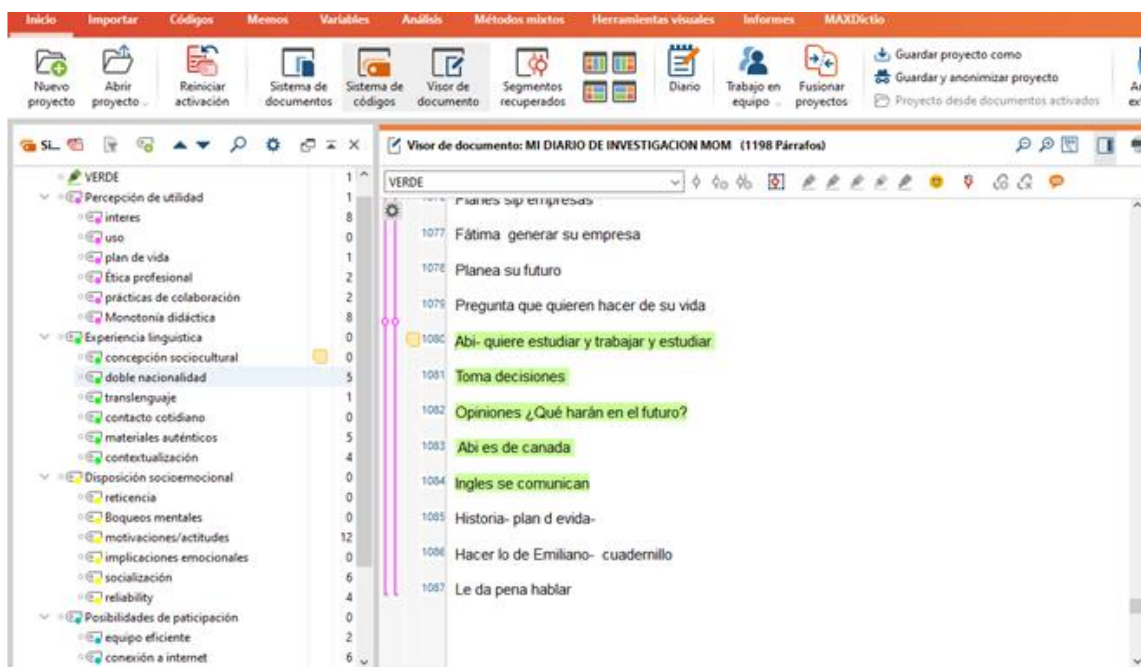 Inicio Importar Códigos Memos Variables Análisis Métodos mixtos Herramientas visuales Informes MAXDictio
Nuevo proyecto
Abrir proyecto
Reiniciar activación
Sistema de documentos
Sistema de códigos
Visor de documento
Segmentos recuperados
Diario
Trabajo en equipo
Fusionar proyectos
Guardar proyecto como
Guardar y anonimizar proyecto
Proyecto desde documentos activados
Si...
VERDE 1
Percepción de utilidad 1
interes 8
uso 0
plan de vida 1
Ética profesional 2
prácticas de colaboración 2
Monotonía didáctica 8
Experiencia linguistica 0
concepción sociocultural 0
doble nacionalidad 5
translenguaje 1
contacto cotidiano 0
materiales auténticos 5
contextualización 4
Disposición socioemocional 0
reticencia 0
Boqueos mentales 0
motivaciones/actitudes 12
implicaciones emocionales 0
socialización 6
reliability 4
Posibilidades de paticipación 0
equipo eficiente 2
conexión a internet 6
Visor de documento: MI DIARIO DE INVESTIGACION MOM (1198 Párrafos)
VERDE
1076 Planes sip empresas
1077 Fátima generar su empresa
1078 Planea su futuro
1079 Pregunta que quieren hacer de su vida
1080 Abi- quiere estudiar y trabajar y estudiar
1081 Toma decisiones
1082 Opiniones ¿Qué harán en el futuro?
1083 Abi es de canada
1084 Ingles se comunican
1085 Historia- plan d evida-
1086 Hacer lo de Emiliano- cuadernillo
1087 Le da pena hablar